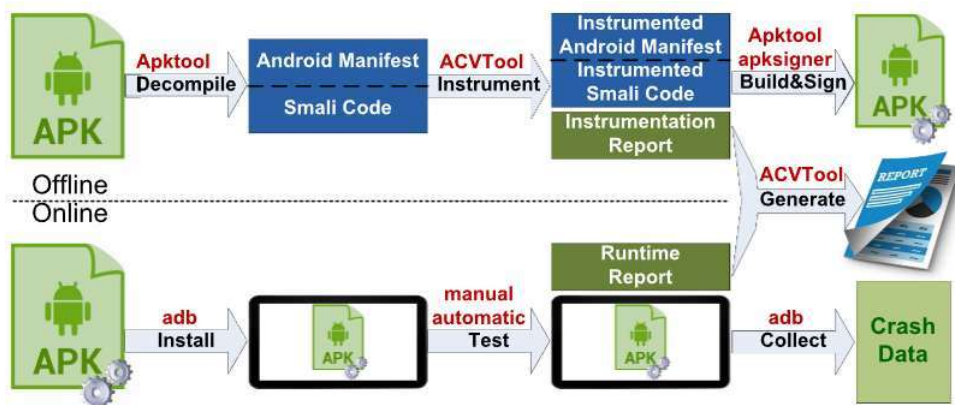 Apktool
Decompile
APK
Android Manifest
Smali Code
ACVTool
Instrument
Instrumented
Android Manifest
Instrumented
Smali Code
Instrumentation
Report
Apktool
apksigner
Build&Sign
APK
Offline
Online
ACVTool
Generate
REPORT
Runtime
Report
APK
adb
Install
APK
manual
automatic
Test
APK
adb
Collect
Crash
Data